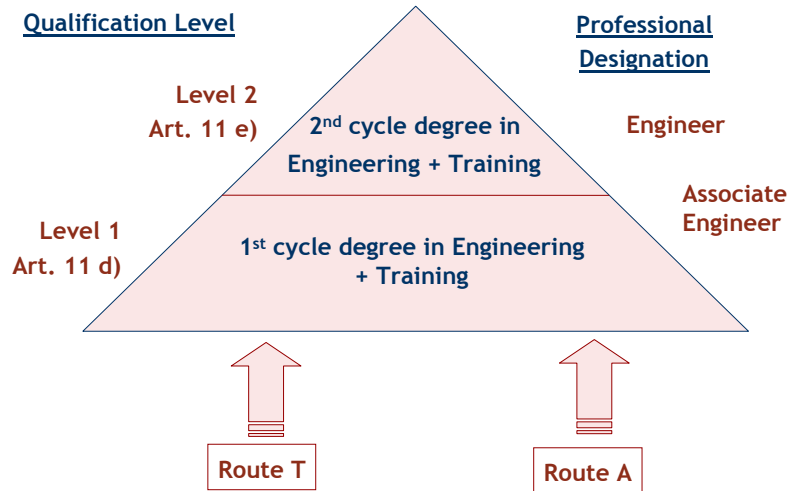 Qualification Level
Professional
Designation
Level 2
Art. 11 e)
2nd cycle degree in
Engineering + Training
Engineer
Associate
Engineer
Level 1
Art. 11 d)
1st cycle degree in Engineering
+ Training
Route T
Route A